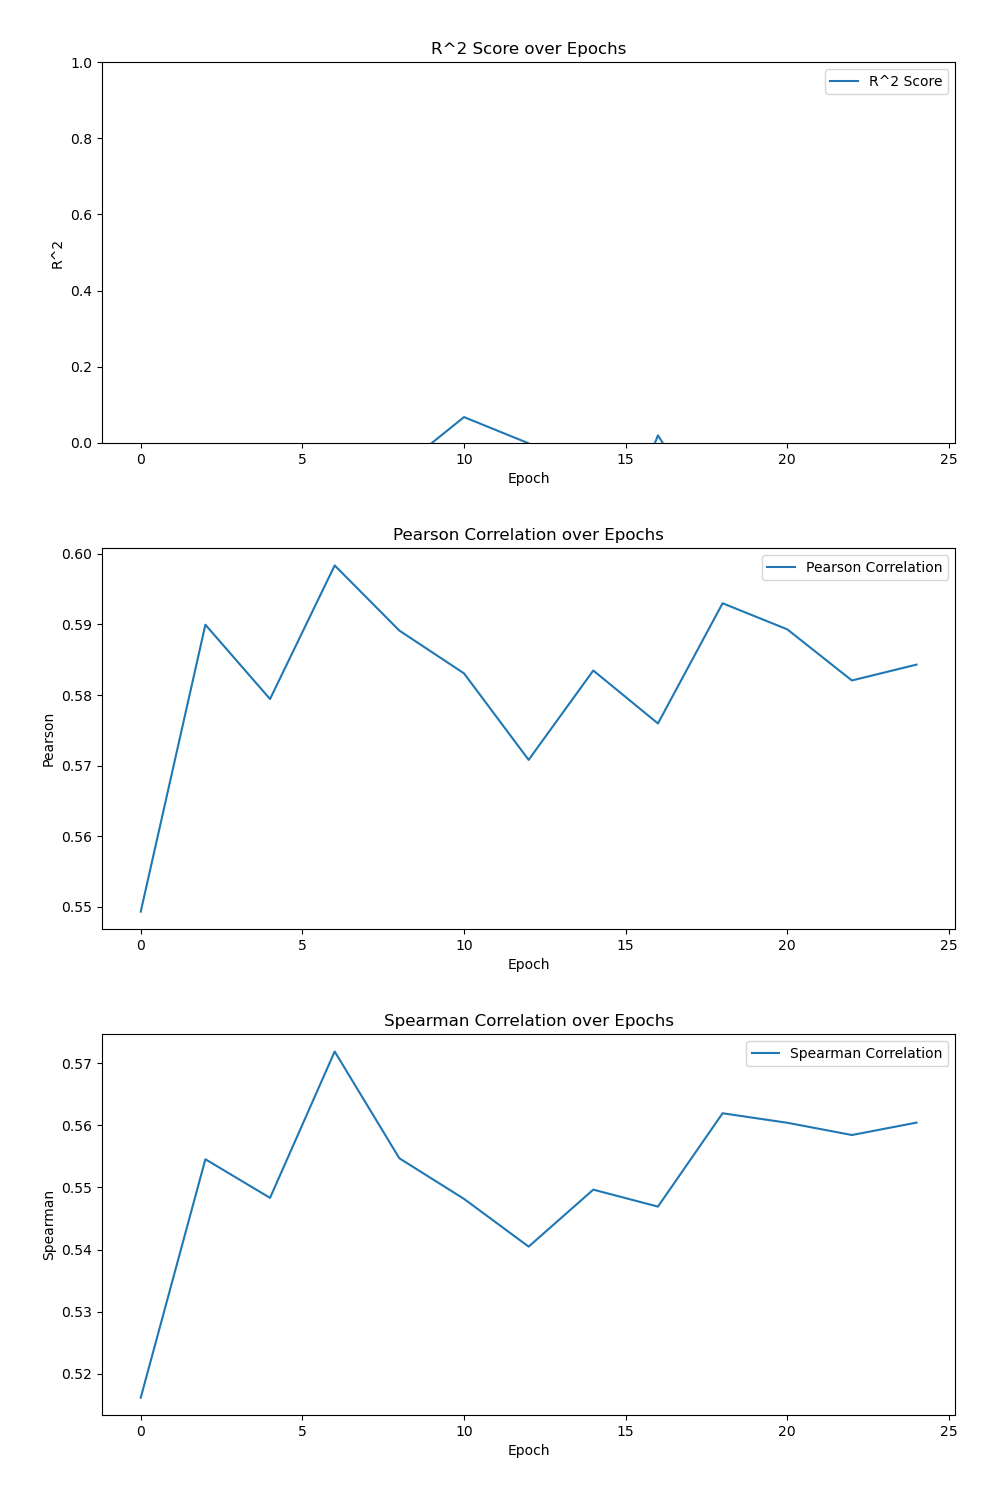 R^2 Score over Epochs
1.0
R^2 Score
0.8
0.6
R^2
0.4
0.2
0.0
0 5 10 15 20 25
Epoch
Pearson Correlation over Epochs
0.60
Pearson Correlation
0.59
0.58
Pearson
0.57
0.56
0.55
0 5 10 15 20 25
Epoch
Spearman Correlation over Epochs
0.57
Spearman Correlation
0.56
0.55
Spearman
0.54
0.53
0.52
0 5 10 15 20 25
Epoch